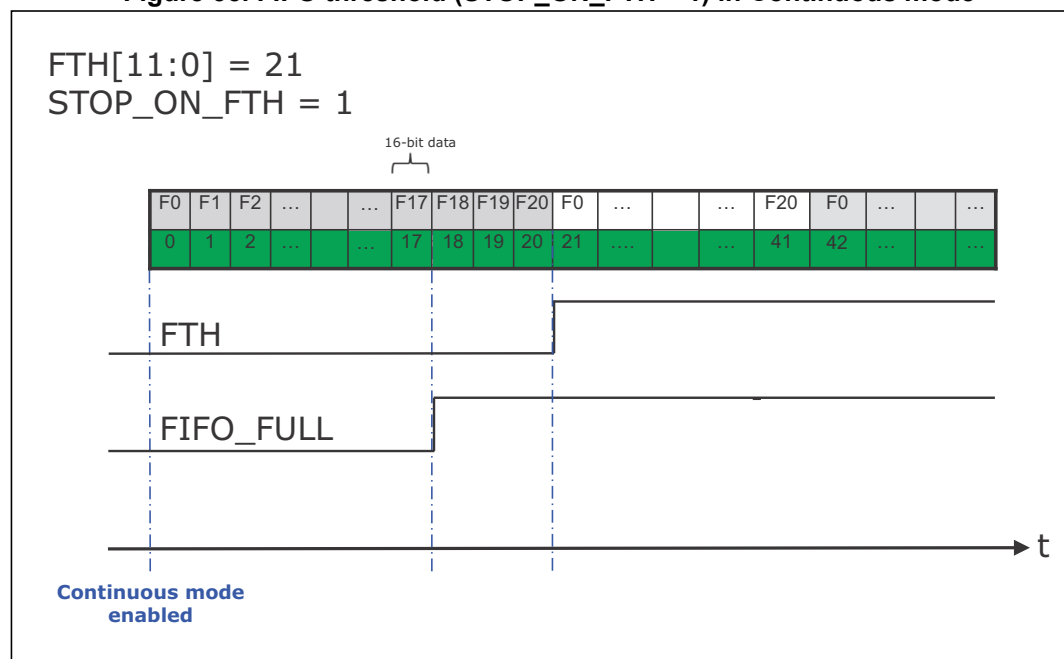 FTH[11:0] = 21
STOP_ON_FTH = 1
16-bit data
F0 F1 F2 ... ... F17 F18 F19 F20 F0 ... ... F20 F0 ... ...
0 1 2 ... ... 17 18 19 20 21 .... ... 41 42 ... ...
FTH
FIFO_FULL
t
Continuous mode
enabled